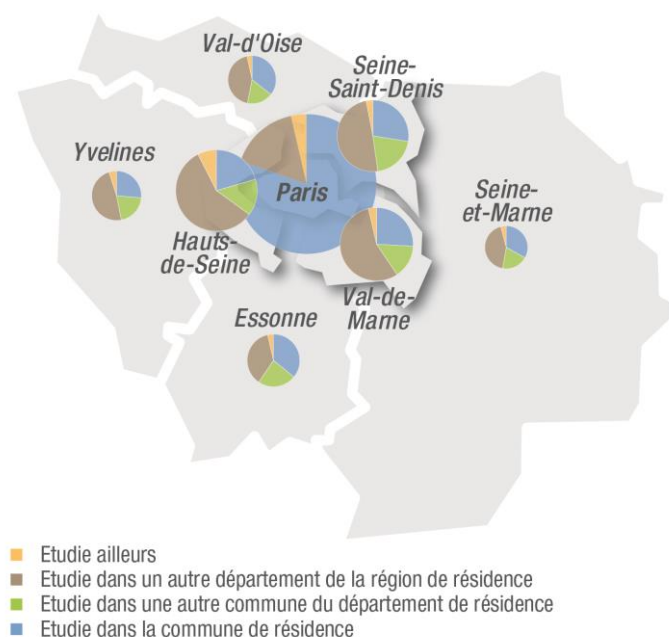 Val-d'Oise
Seine-
Saint-Denis
Yvelines
Paris
Seine-
et-Marne
Hauts-
de-Seine
Val-de-
Marne
Essonne
Etudie ailleurs
Etudie dans un autre département de la région de résidence
Etudie dans une autre commune du département de résidence
Etudie dans la commune de résidence